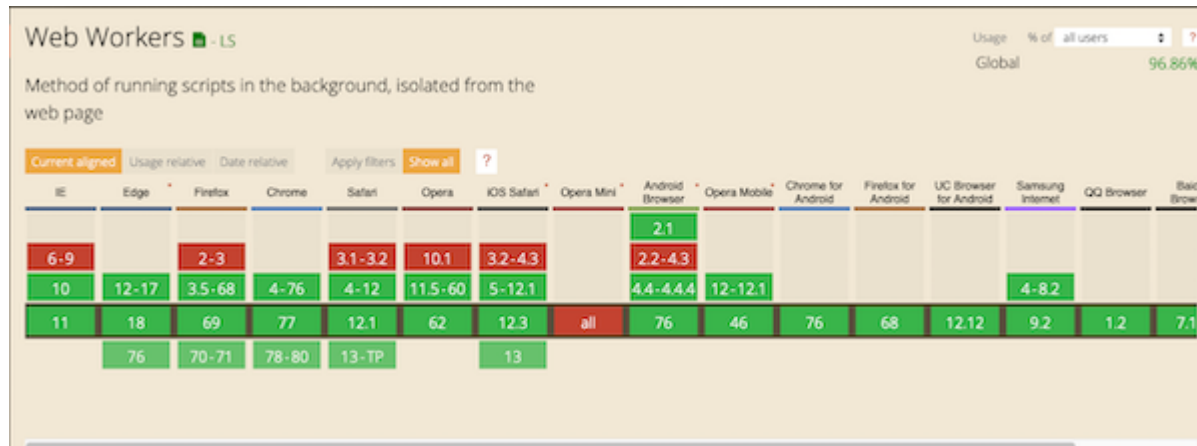 Web Workers - LS
Usage % of all users ?
Global 96.86%
Method of running scripts in the background, isolated from the
web page
Current aligned Usage relative Date relative Apply filters Show all ?
IE Edge * Firefox Chrome Safari Opera iOS Safari * Opera Mini * Android Browser * Opera Mobile * Chrome for Android Firefox for Android UC Browser for Android Samsung Internet QQ Browser
2.1
6-9 2-3 3.1-3.2 10.1 3.2-4.3 2.2-4.3
10 12-17 3.5-68 4-76 4-12 11.5-60 5-12.1 4.4-4.4.4 12-12.1 4-8.2
11 18 69 77 12.1 62 12.3 all 76 46 76 68 12.12 9.2 1.2 7.1
76 70-71 78-80 13-TP 13